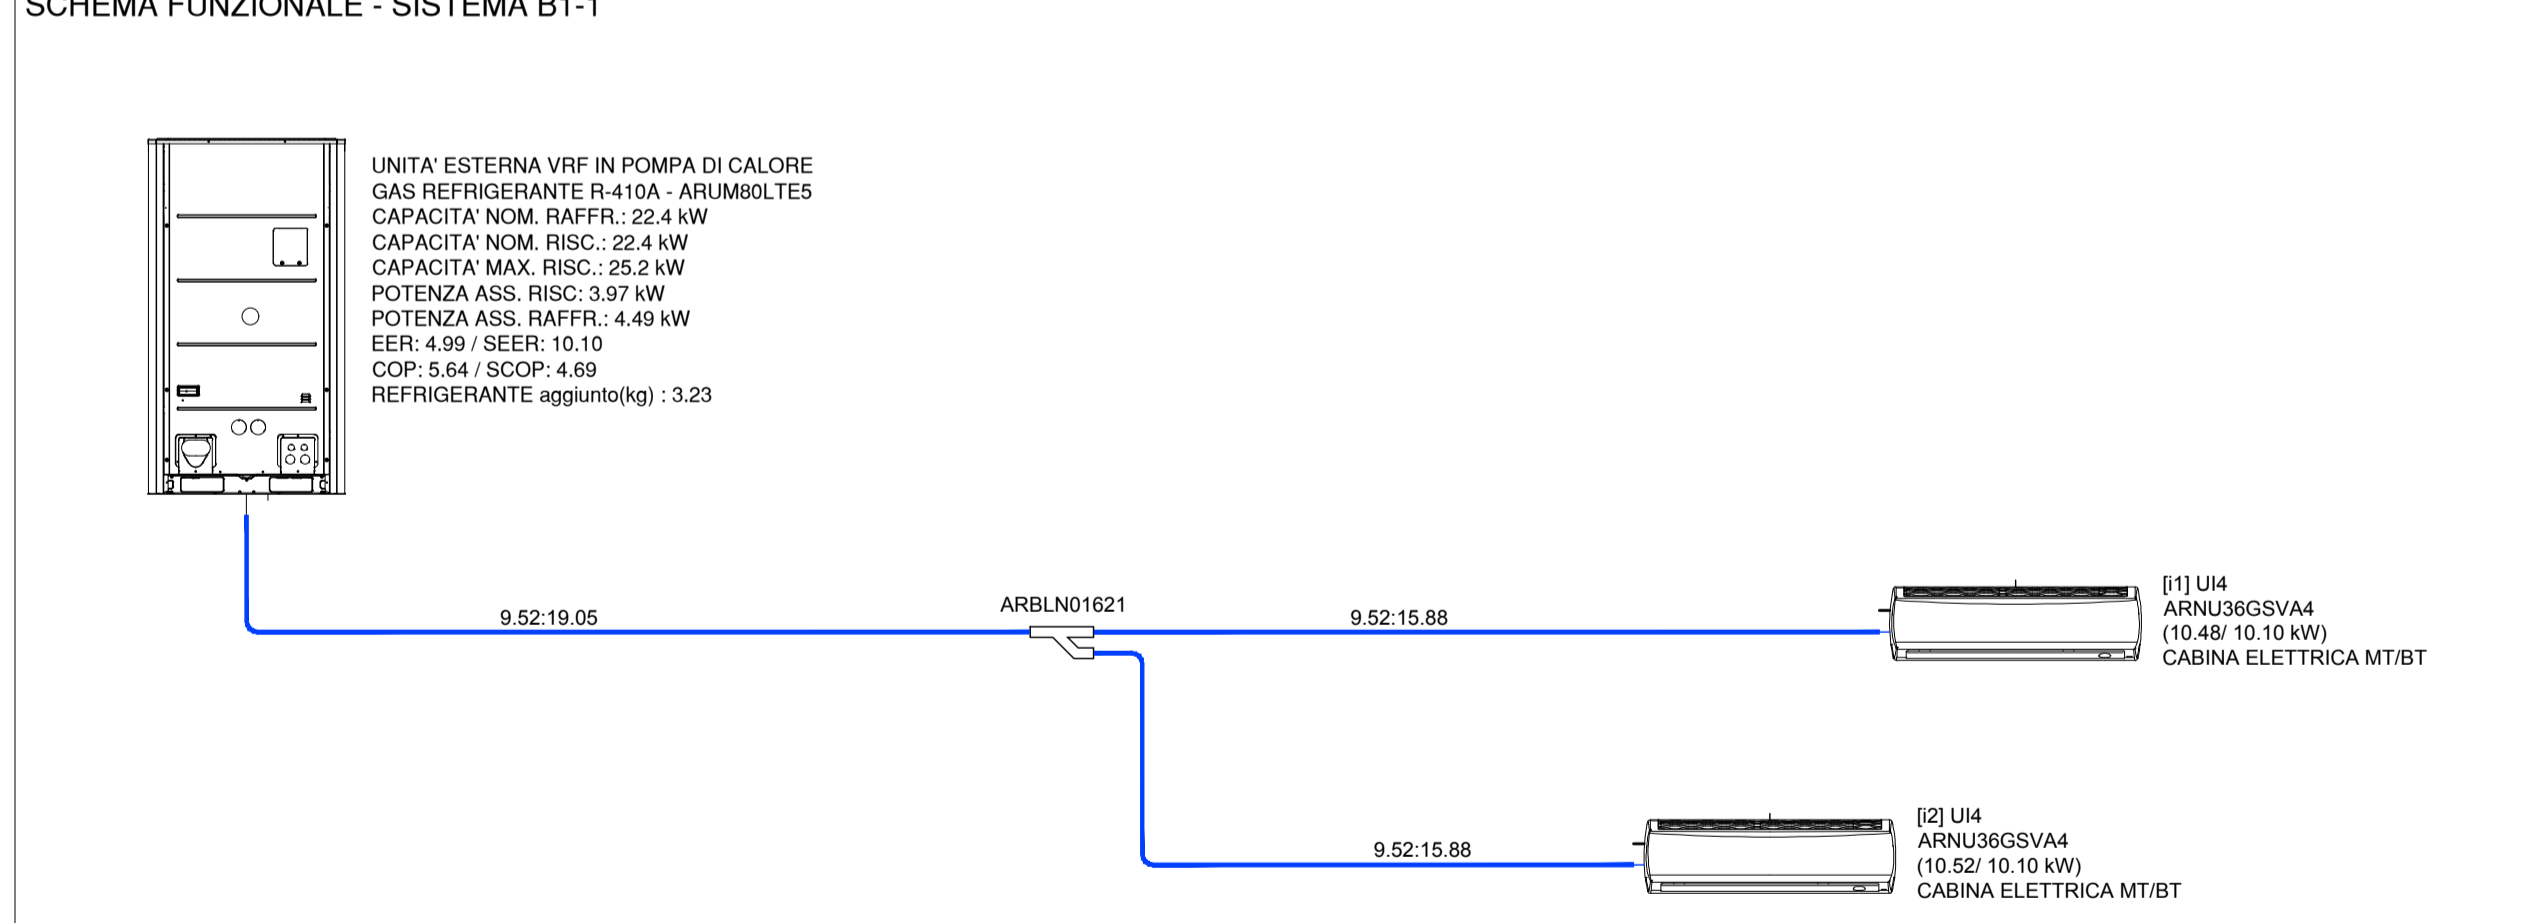 SCHEMA FUNZIONALE - SISTEMA B1-1
UNITA' ESTERNA VRF IN POMPA DI CALORE
GAS REFRIGERANTE R-410A - ARUM80LTE5
CAPACITA' NOM. RAFFR.: 22.4 kW
CAPACITA' NOM. RISC.: 22.4 kW
CAPACITA' MAX. RISC.: 25.2 kW
POTENZA ASS. RISC: 3.97 kW
POTENZA ASS. RAFFR.: 4.49 kW
EER: 4.99 / SEER: 10.10
COP: 5.64 / SCOP: 4.69
REFRIGERANTE aggiunto(kg) : 3.23
9.52:19.05
ARBLN01621
9.52:15.88
[i1] UI4
ARNU36GSVA4
(10.48/ 10.10 kW)
CABINA ELETTRICA MT/BT
9.52:15.88
[i2] UI4
ARNU36GSVA4
(10.52/ 10.10 kW)
CABINA ELETTRICA MT/BT